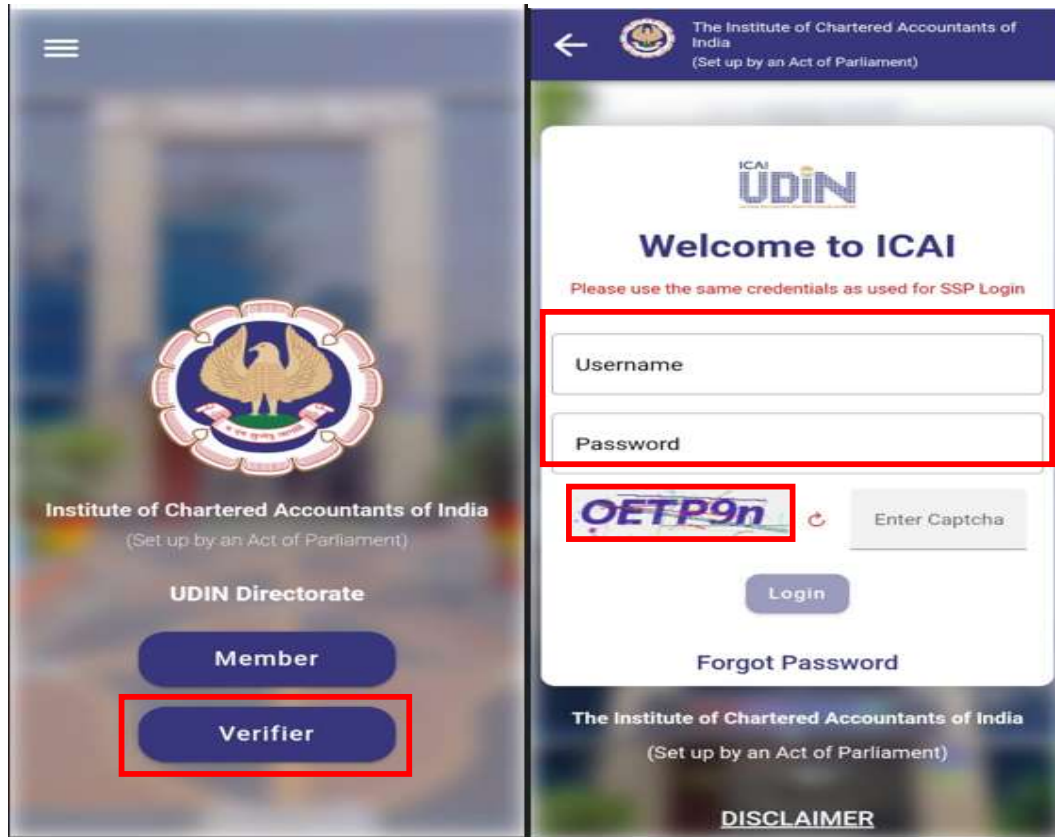 Institute of Chartered Accountants of India
(Set up by an Act of Parliament)
UDIN Directorate
Member
Verifier
The Institute of Chartered Accountants of
India
(Set up by an Act of Parliament)
ICAI
UDIN
Welcome to ICAI
Please use the same credentials as used for SSP Login
Username
Password
OETP9n
Enter Captcha
Login
Forgot Password
The Institute of Chartered Accountants of India
(Set up by an Act of Parliament)
DISCLAIMER